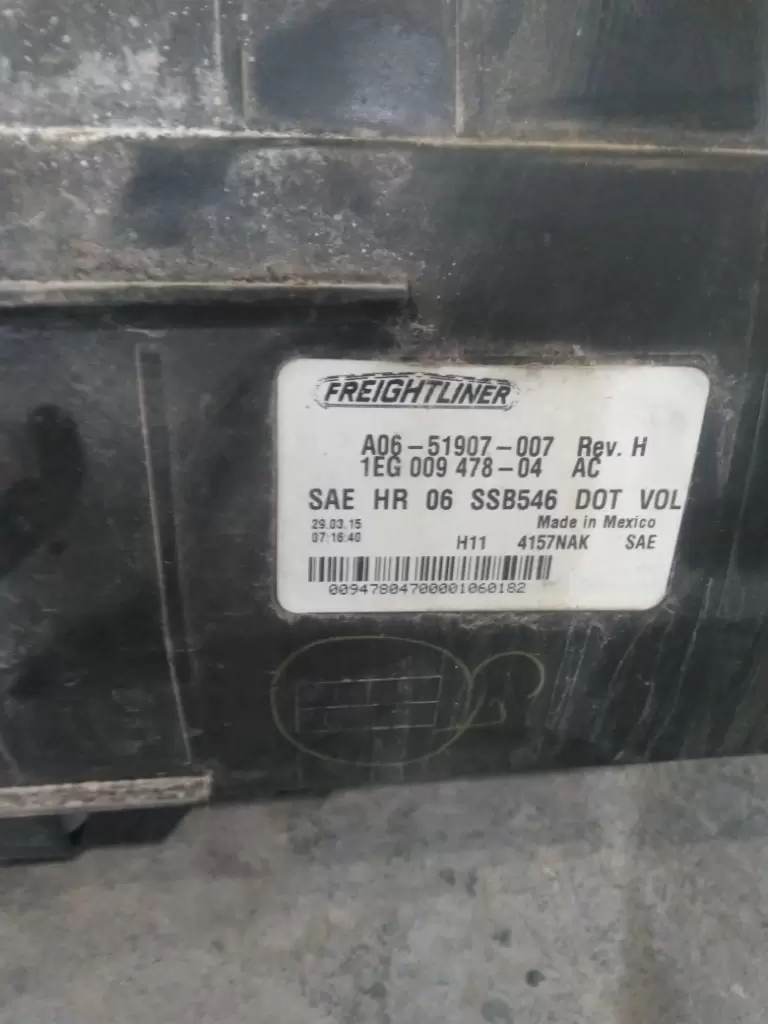 FREIGHTLINER
A06-51907-007 Rev. H
1EG 009 478-04 AC
SAE HR 06 SSB546 DOT VOL
29.03.15 Made in Mexico
07:16:40 H11 4157NAK SAE
00947804700001060182